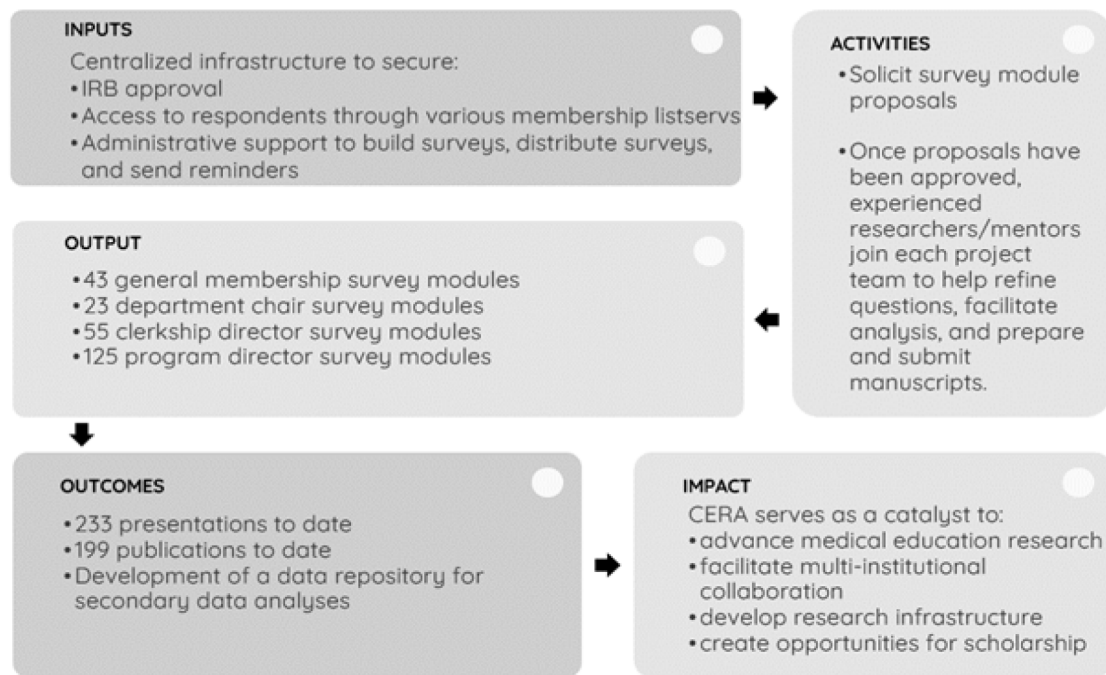 INPUTS
Centralized infrastructure to secure:
•IRB approval
•Access to respondents through various membership listservs
•Administrative support to build surveys, distribute surveys,
and send reminders
ACTIVITIES
•Solicit survey module
proposals
•Once proposals have
been approved,
experienced
researchers/mentors
join each project
team to help refine
questions, facilitate
analysis, and prepare
and submit
manuscripts.
OUTPUT
•43 general membership survey modules
•23 department chair survey modules
•55 clerkship director survey modules
•125 program director survey modules
OUTCOMES
•233 presentations to date
•199 publications to date
•Development of a data repository for
secondary data analyses
IMPACT
CERA serves as a catalyst to:
•advance medical education research
•facilitate multi-institutional
collaboration
•develop research infrastructure
•create opportunities for scholarship